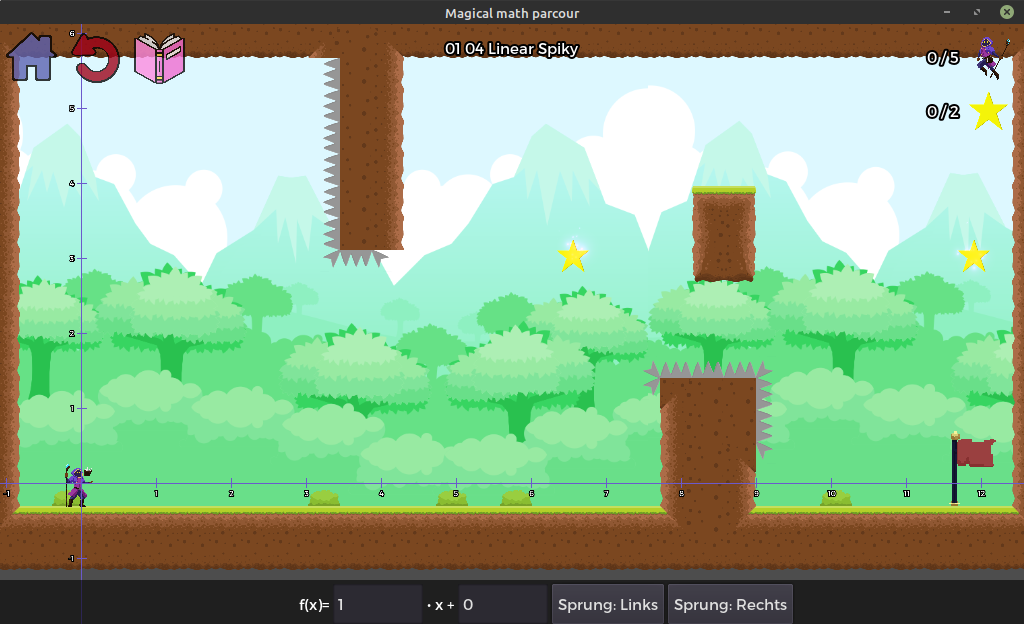 Magical math parcour
01 04 Linear Spiky
0/5
0/2
6
5
4
3
2
1
-1 1 2 3 4 5 6 7 8 9 10 11 12
-1
f(x)= 1 · x + 0 Sprung: Links Sprung: Rechts